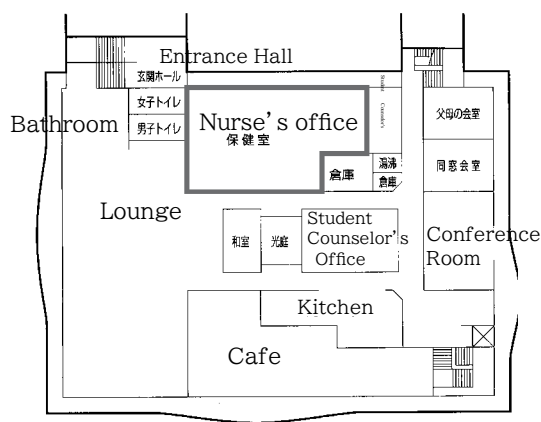 Entrance Hall
玄関ホール
女子トイレ
Bathroom
男子トイレ
Nurse's office
保健室
Student
Counselor's
父母の会室
倉庫
湯沸
倉庫
同窓会室
Lounge
和室
光庭
Student
Counselor's
Office
Conference
Room
Kitchen
Cafe